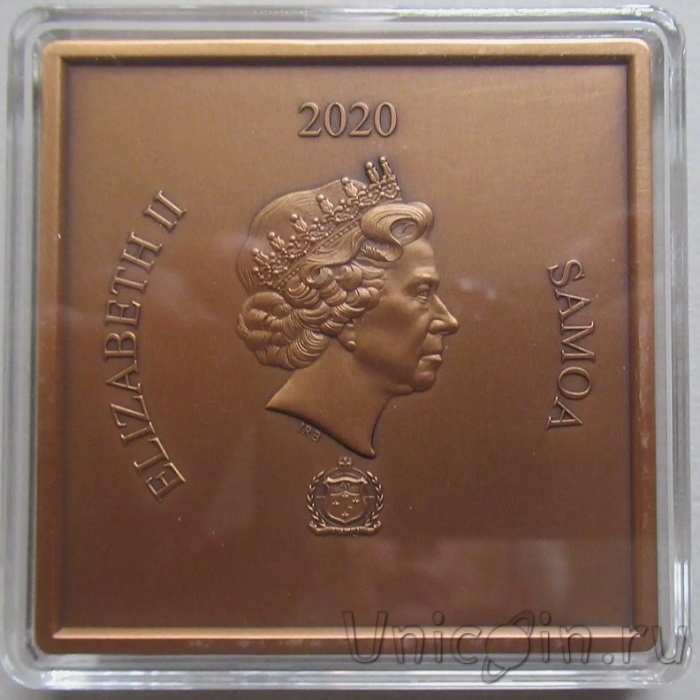 2020
ELIZABETH II
SAMOA
IRB
Unicoin.ru